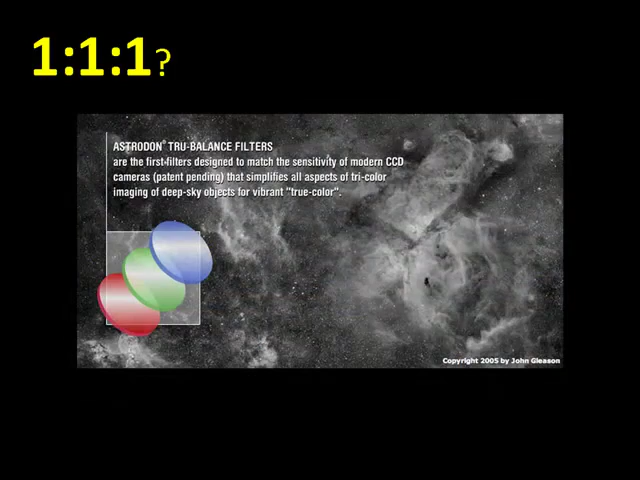 1:1:1?
ASTRODON® TRU-BALANCE FILTERS
are the first filters designed to match the sensitivity of modern CCD
cameras (patent pending) that simplifies all aspects of tri-color
imaging of deep-sky objects for vibrant "true-color".
Copyright 2005 by John Gleason